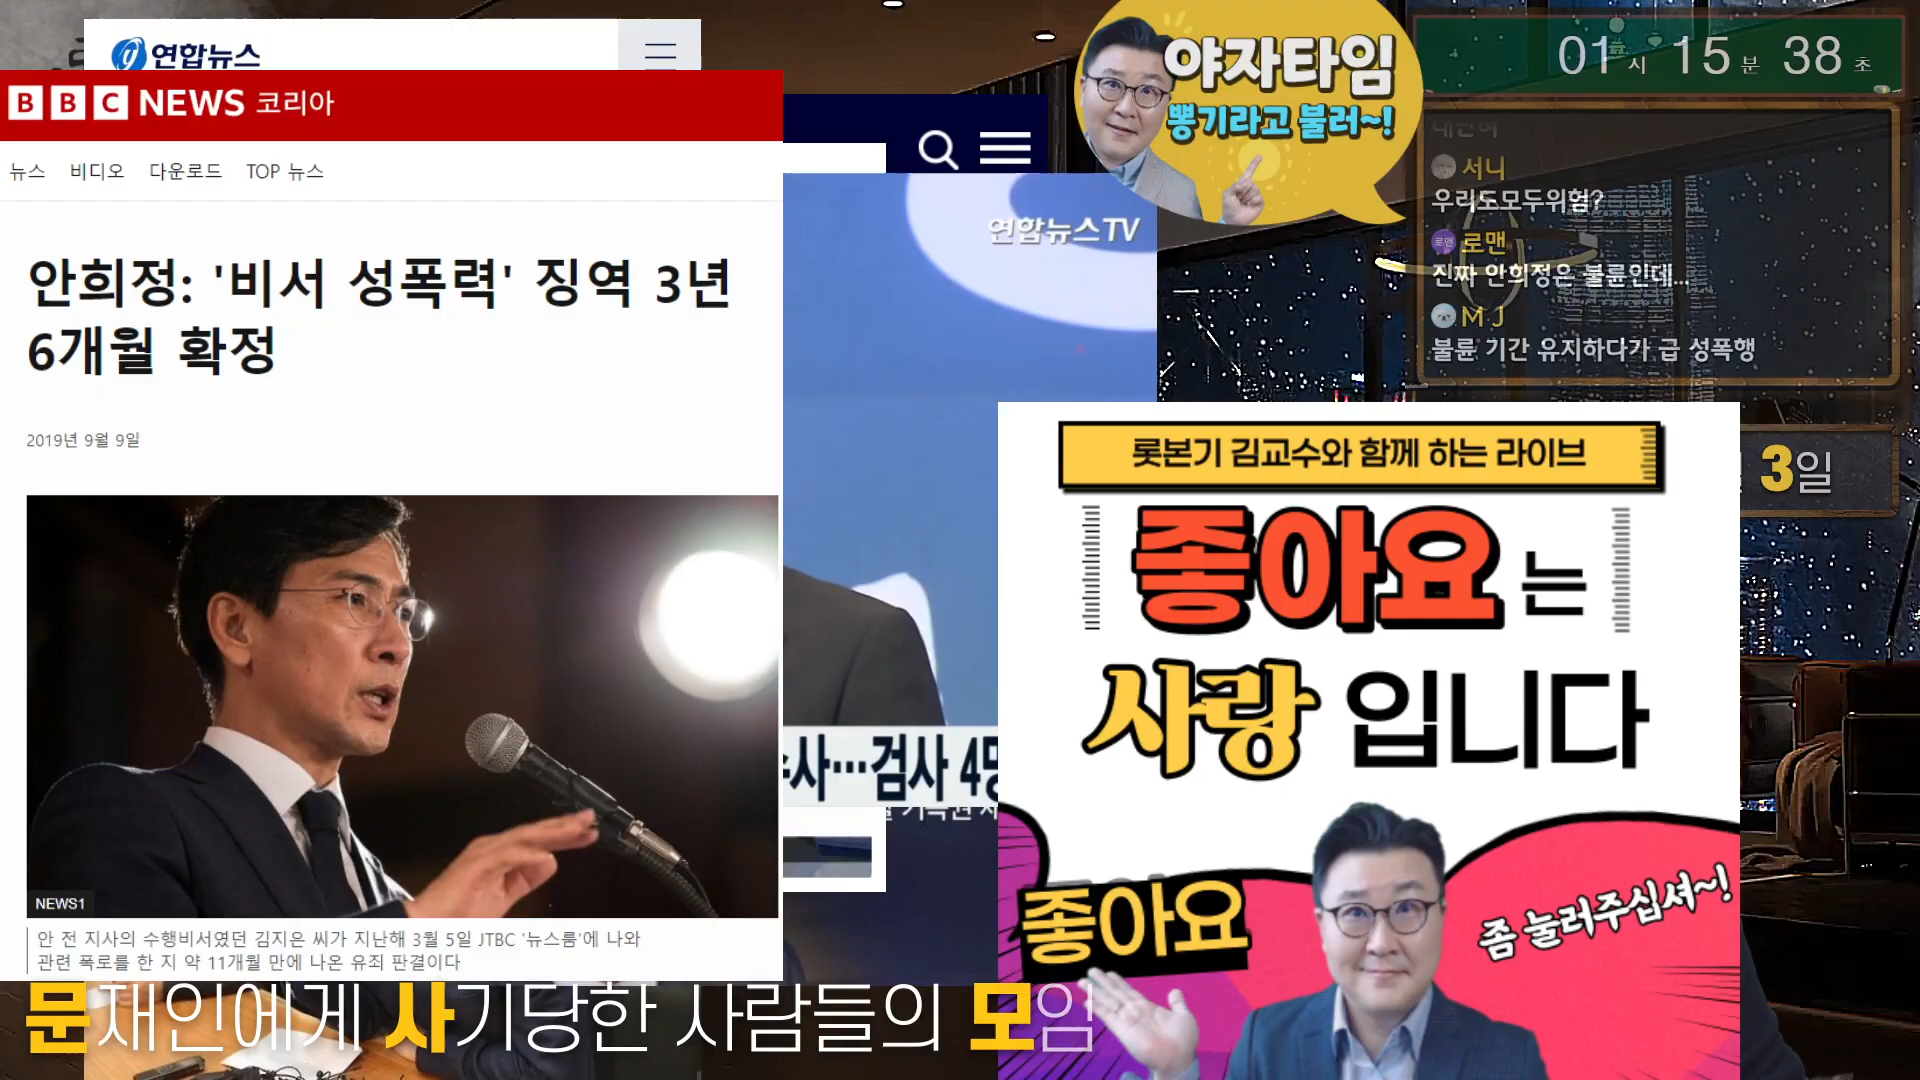 연합뉴스
BBC NEWS 코리아
뉴스 비디오 다운로드 TOP 뉴스
안희정: '비서 성폭력' 징역 3년
6개월 확정
2019년 9월 9일
NEWS1
안 전 지사의 수행비서였던 김지은 씨가 지난해 3월 5일 JTBC '뉴스룸'에 나와
관련 폭로를 한 지 약 11개월 만에 나온 유죄 판결이다
연합뉴스TV
검사 4명
야자타임
뽕기라고 불러~!
01시 15분 38초
서니
우리도모두위험?
로맨
로맨
진짜 안희정은 불륜인데...
M J
불륜 기간 유지하다가 급 성폭행
3일
롯본기 김교수와 함께 하는 라이브
좋아요는
사랑입니다
좋아요
좀 눌러주십셔~!
문재인에게 사기당한 사람들의 모임